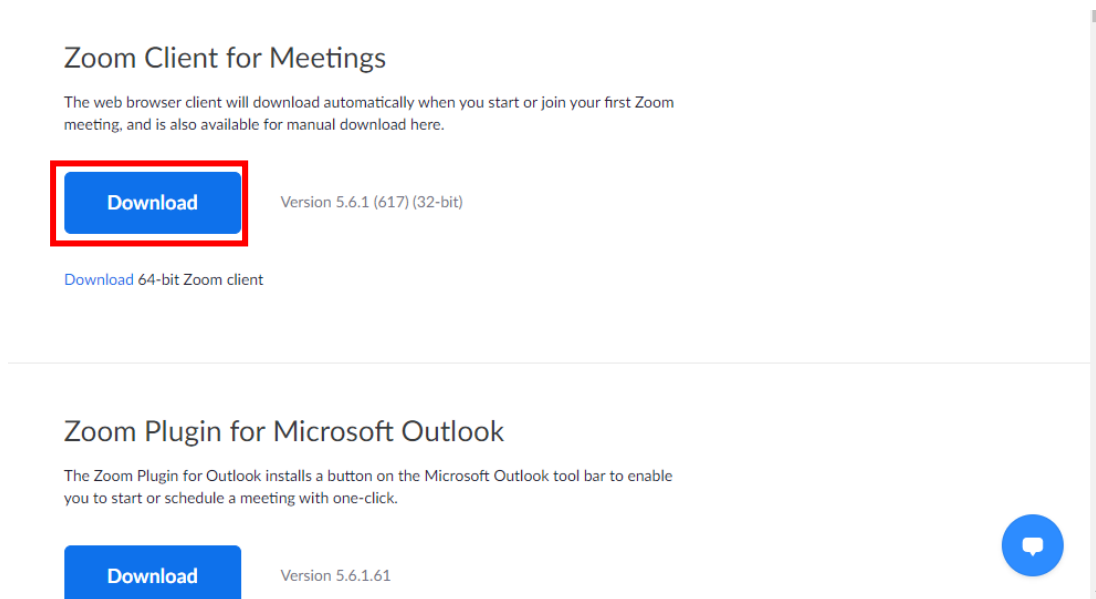 Zoom Client for Meetings
The web browser client will download automatically when you start or join your first Zoom
meeting, and is also available for manual download here.
Download
Version 5.6.1 (617) (32-bit)
Download 64-bit Zoom client
Zoom Plugin for Microsoft Outlook
The Zoom Plugin for Outlook installs a button on the Microsoft Outlook tool bar to enable
you to start or schedule a meeting with one-click.
Download
Version 5.6.1.61